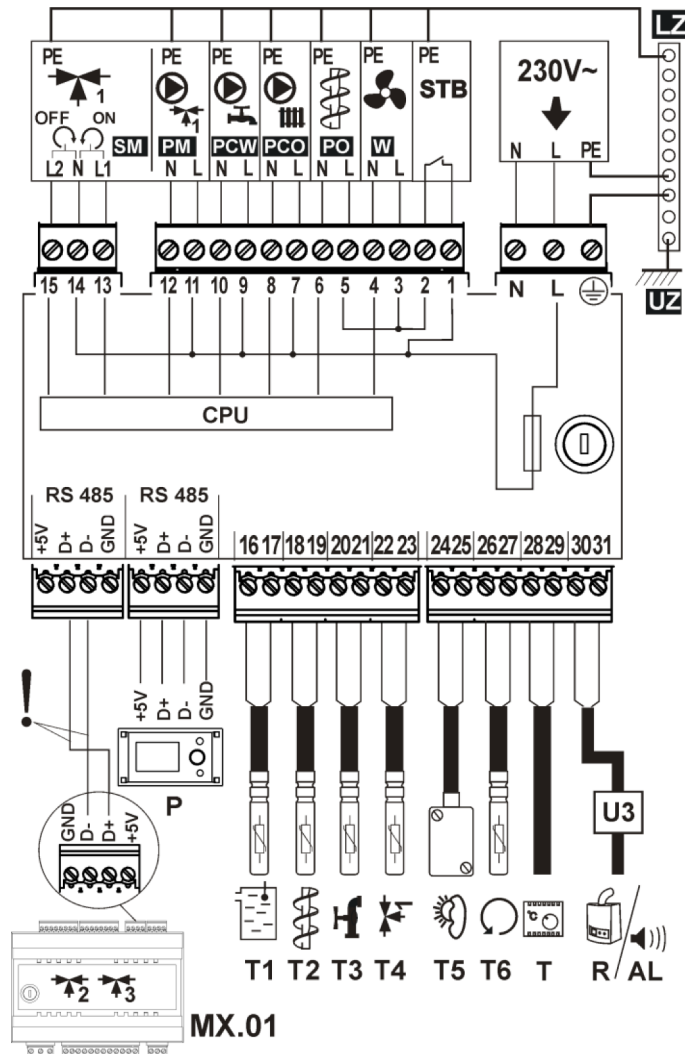 LZ
PE PE PE PE PE PE PE
1 1 STB 230V~
OFF ON
SM PM PCW PCO PO W N L PE
L2 N L1 N L N L N L N L N L
15 14 13 12 11 10 9 8 7 6 5 4 3 2 1 N L
UZ
CPU
RS 485 RS 485
+5V D+ D- GND +5V D+ D- GND 16 17 18 19 20 21 22 23 24 25 26 27 28 29 30 31
+5V D+ D- GND
!
P
U3
GND D- D+ +5V
°C
1
T1 T2 T3 T4 T5 T6 T R / AL
2 3
MX.01